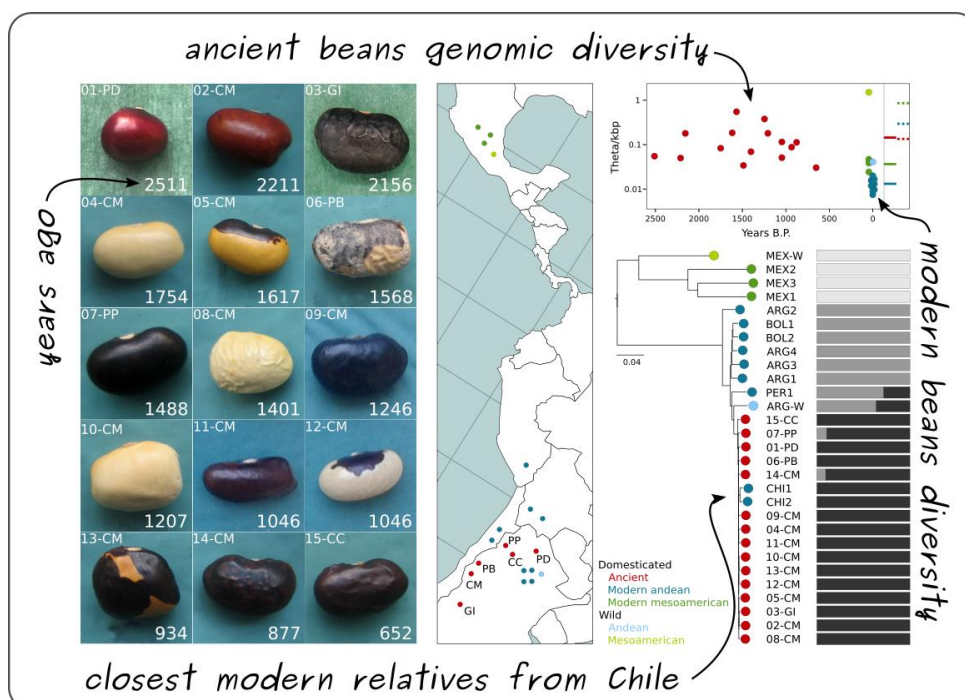 ancient beans genomic diversity
01-PD 02-CM 03-GI
2511 2211 2156
years ago
04-CM 05-CM 06-PB
1754 1617 1568
07-PP 08-CM 09-CM
1488 1401 1246
10-CM 11-CM 12-CM
1207 1046 1046
13-CM 14-CM 15-CC
934 877 652
PP
CC
PD
PB
CM
GI
Domesticated
Ancient
Modern andean
Modern mesoamerican
Wild
Andean
Mesoamerican
Theta/kbp
1
0.1
0.01
2500 2000 1500 1000 500 0
Years B.P.
modern beans diversity
0.04
MEX-W
MEX2
MEX3
MEX1
ARG2
BOL1
BOL2
ARG4
ARG3
ARG1
PER1
ARG-W
15-CC
07-PP
01-PD
06-PB
14-CM
CHI1
CHI2
09-CM
04-CM
11-CM
10-CM
13-CM
12-CM
05-CM
03-GI
02-CM
08-CM
closest modern relatives from Chile